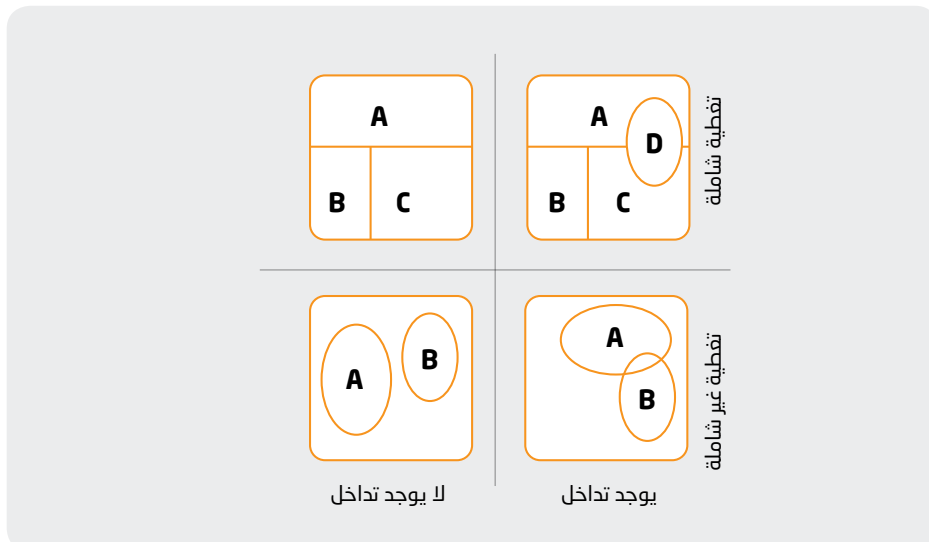 A
D
A
B
C
B
C
تغطية شاملة
A
B
B
A
تغطية غير شاملة
يوجد تداخل
لا يوجد تداخل